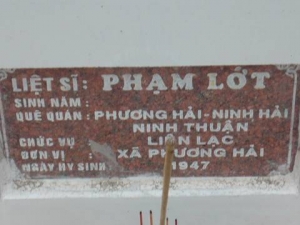 LIỆT SĨ: PHẠM LỚT
SINH NĂM :
QUÊ QUÁN : PHƯƠNG HẢI-NINH HẢI
NINH THUẬN
CHỨC VỤ : LIÊN LẠC
ĐƠN VỊ : XÃ PHƯƠNG HẢI
NGÀY HY SINH : 1947